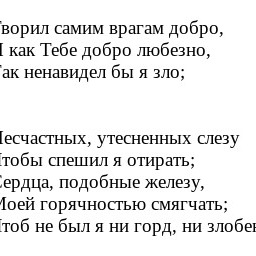 Творил самим врагам добро,
И как Тебе добро любезно,
Так ненавидел бы я зло;
Несчастных, утесненных слезу
Чтобы спешил я отирать;
Сердца, подобные железу,
Моей горячностью смягчать;
Чтоб не был я ни горд, ни злобен